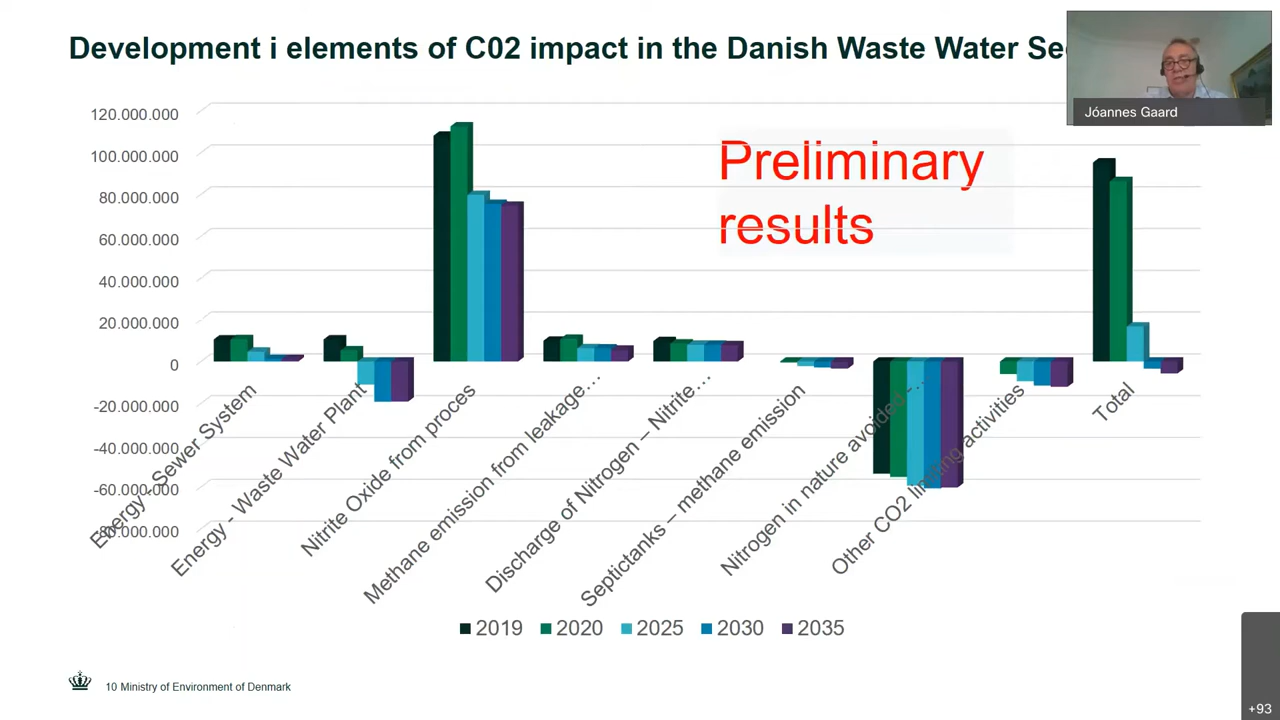 Development i elements of C02 impact in the Danish Waste Water
Jóannes Gaard
120.000.000
100.000.000
80.000.000
60.000.000
40.000.000
20.000.000
0
-20.000.000
-40.000.000
-60.000.000
-80.000.000
Preliminary
results
Energy - Sewer System
Energy - Waste Water Plant
Nitrite Oxide from proces
Methane emission from leakage…
Discharge of Nitrogen – Nitrite…
Septictanks – methane emission
Nitrogen in nature avoided -…
Other CO2 limiting activities
Total
2019 2020 2025 2030 2035
10 Ministry of Environment of Denmark
+93